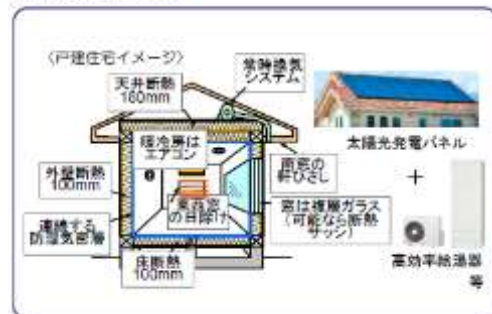 〈戸建住宅イメージ〉
天井断熱
180mm
常時換気
システム
暖冷房は
エアコン
太陽光発電パネル
南窓の
軒ひさし
外壁断熱
100mm
東西窓
の日除け
窓は複層ガラス
(可能なら断熱
サッシ)
連続する
防湿気密層
床断熱
100mm
+
高効率給湯器
等